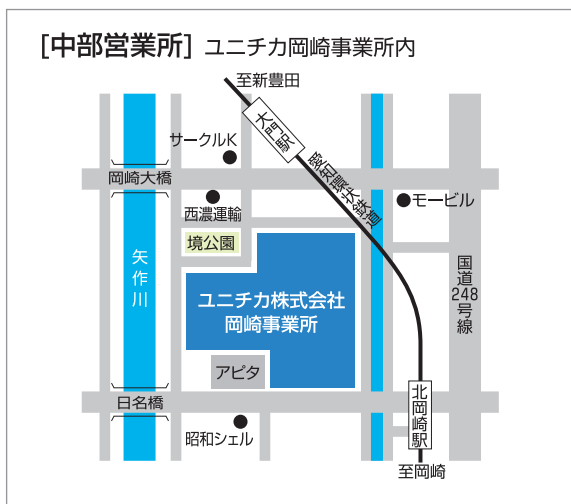 [中部営業所] ユニチカ岡崎事業所内
至新豊田
大門駅
サークルK
愛知環状鉄道
岡崎大橋
モービル
西濃運輸
境公園
矢作川
国道248号線
ユニチカ株式会社
岡崎事業所
アピタ
日名橋
北岡崎駅
昭和シェル
至岡崎